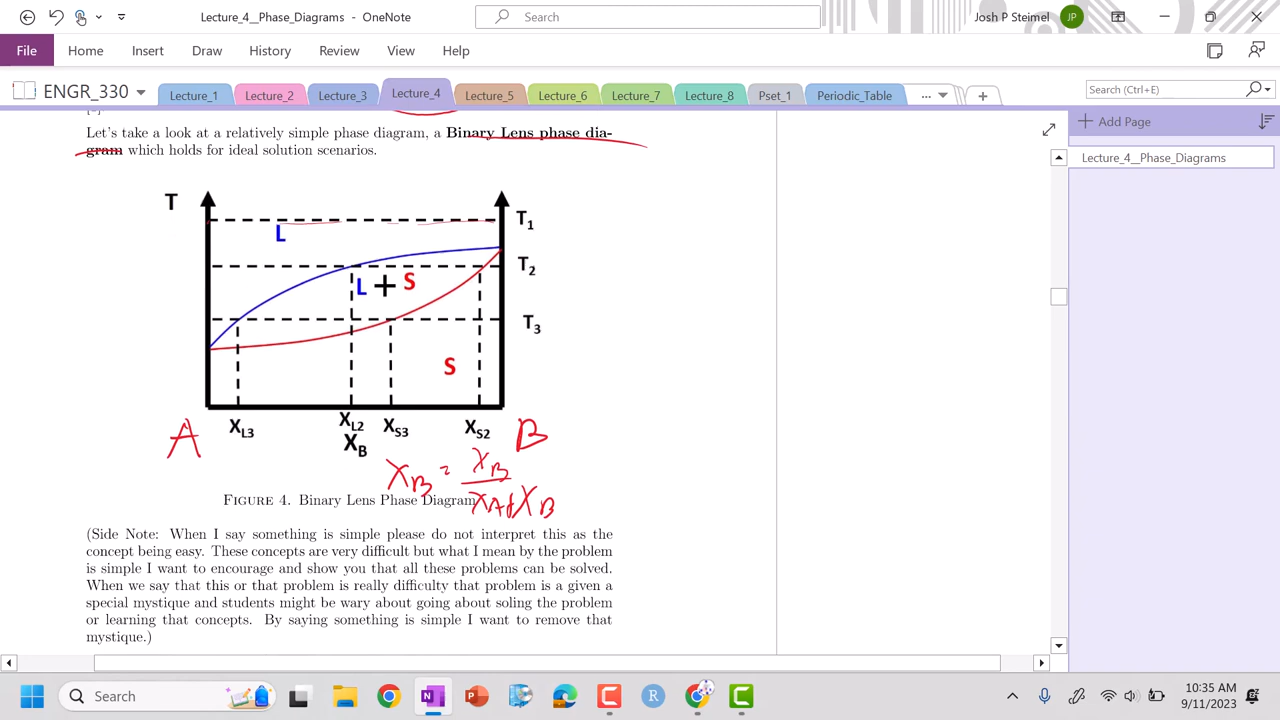 Lecture_4__Phase_Diagrams - OneNote
Search
Josh P Steimel
JP
File
Home
Insert
Draw
History
Scenarios
View
Help
ENGR_330
Lecture_1
Lecture_2
Lecture_3
Lecture_4
Lecture_5
Lecture_6
Lecture_7
Lecture_8
Pset_1
Periodic_Table
...
Search (Ctrl+E)
Add Page
Lecture_4__Phase_Diagrams
Let's take a look at a relatively simple phase diagram, a Binary Lens phase dia-
gram which holds for ideal solution scenarios.
T
T1
L
T2
L + S
T3
S
XL3
XL2
XS3
XS2
XB
A
B
XB = XB
XA+XB
FIGURE 4. Binary Lens Phase Diagram
(Side Note: When I say something is simple please do not interpret this as the
concept being easy. These concepts are very difficult but what I mean by the problem
is simple I want to encourage and show you that all these problems can be solved.
When we say that this or that problem is really difficulty that problem is a given a
special mystique and students might be wary about going about soling the problem
or learning that concepts. By saying something is simple I want to remove that
mystique.)
Search
10:35 AM
9/11/2023